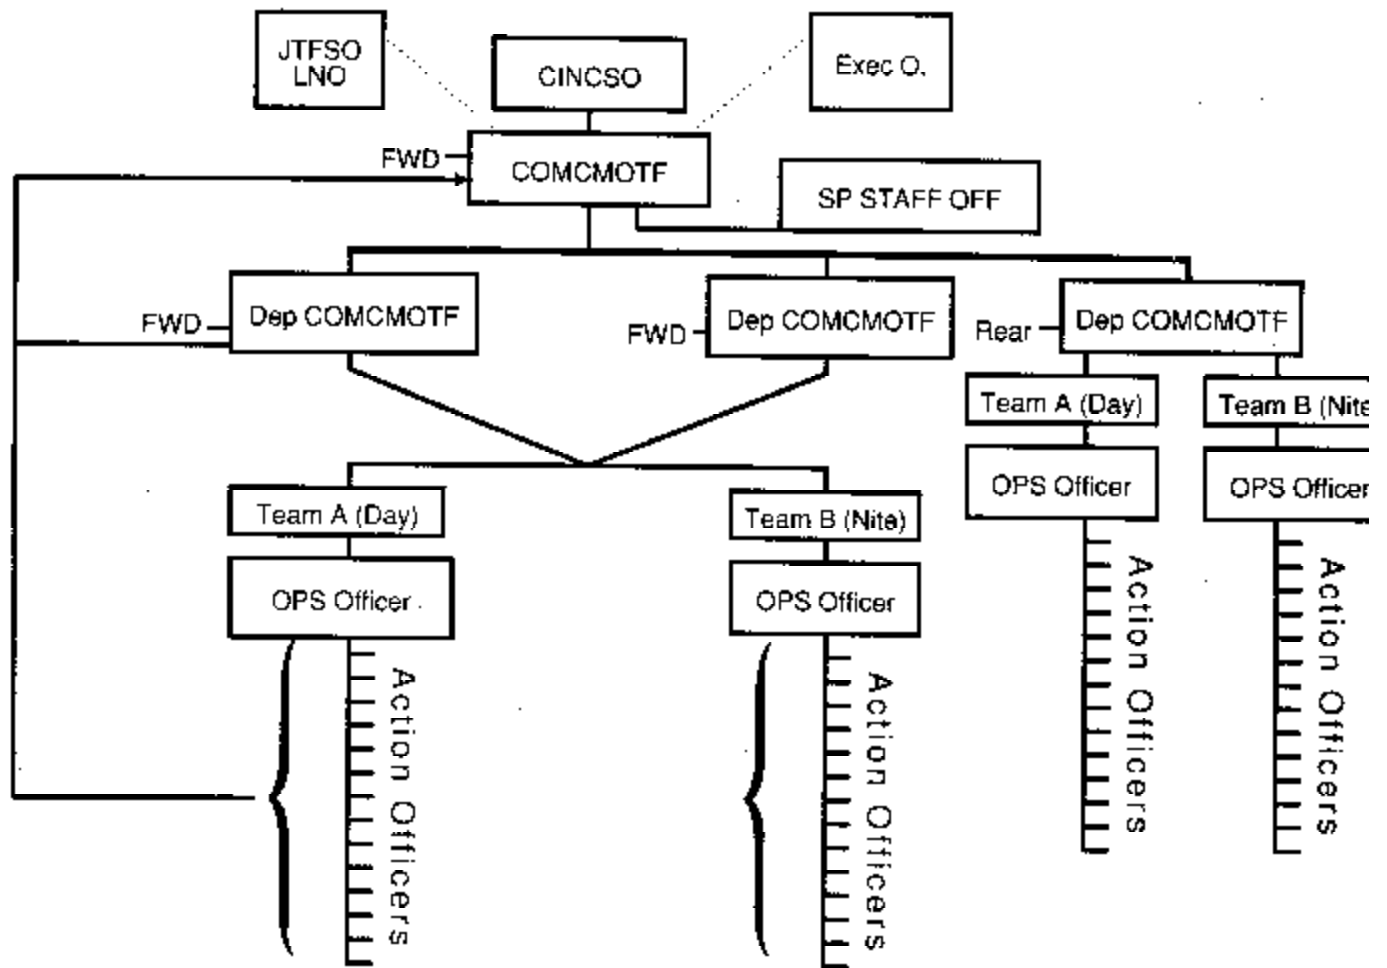 JTFSO
LNO
CINCSO
Exec O.
FWD
COMCMOTF
SP STAFF OFF
FWD
Dep COMCMOTF
FWD
Dep COMCMOTF
Rear
Dep COMCMOTF
Team A (Day)
Team B (Nite
OPS Officer
OPS Officer
Team A (Day)
Team B (Nite)
OPS Officer
OPS Officer
Action Officers
Action Officers
Action Officers
Action Officers